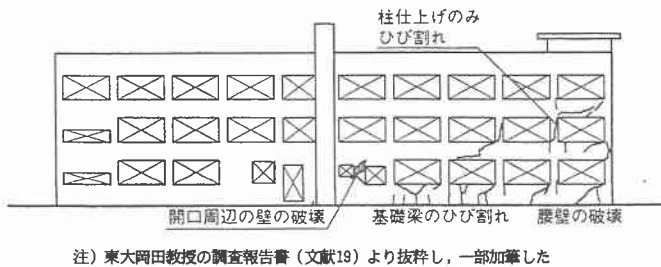 柱仕上げのみ
ひび割れ
開口周辺の壁の破壊
基礎梁のひび割れ
腰壁の破壊
注）東大岡田教授の調査報告書（文献19）より抜粋し，一部加筆した